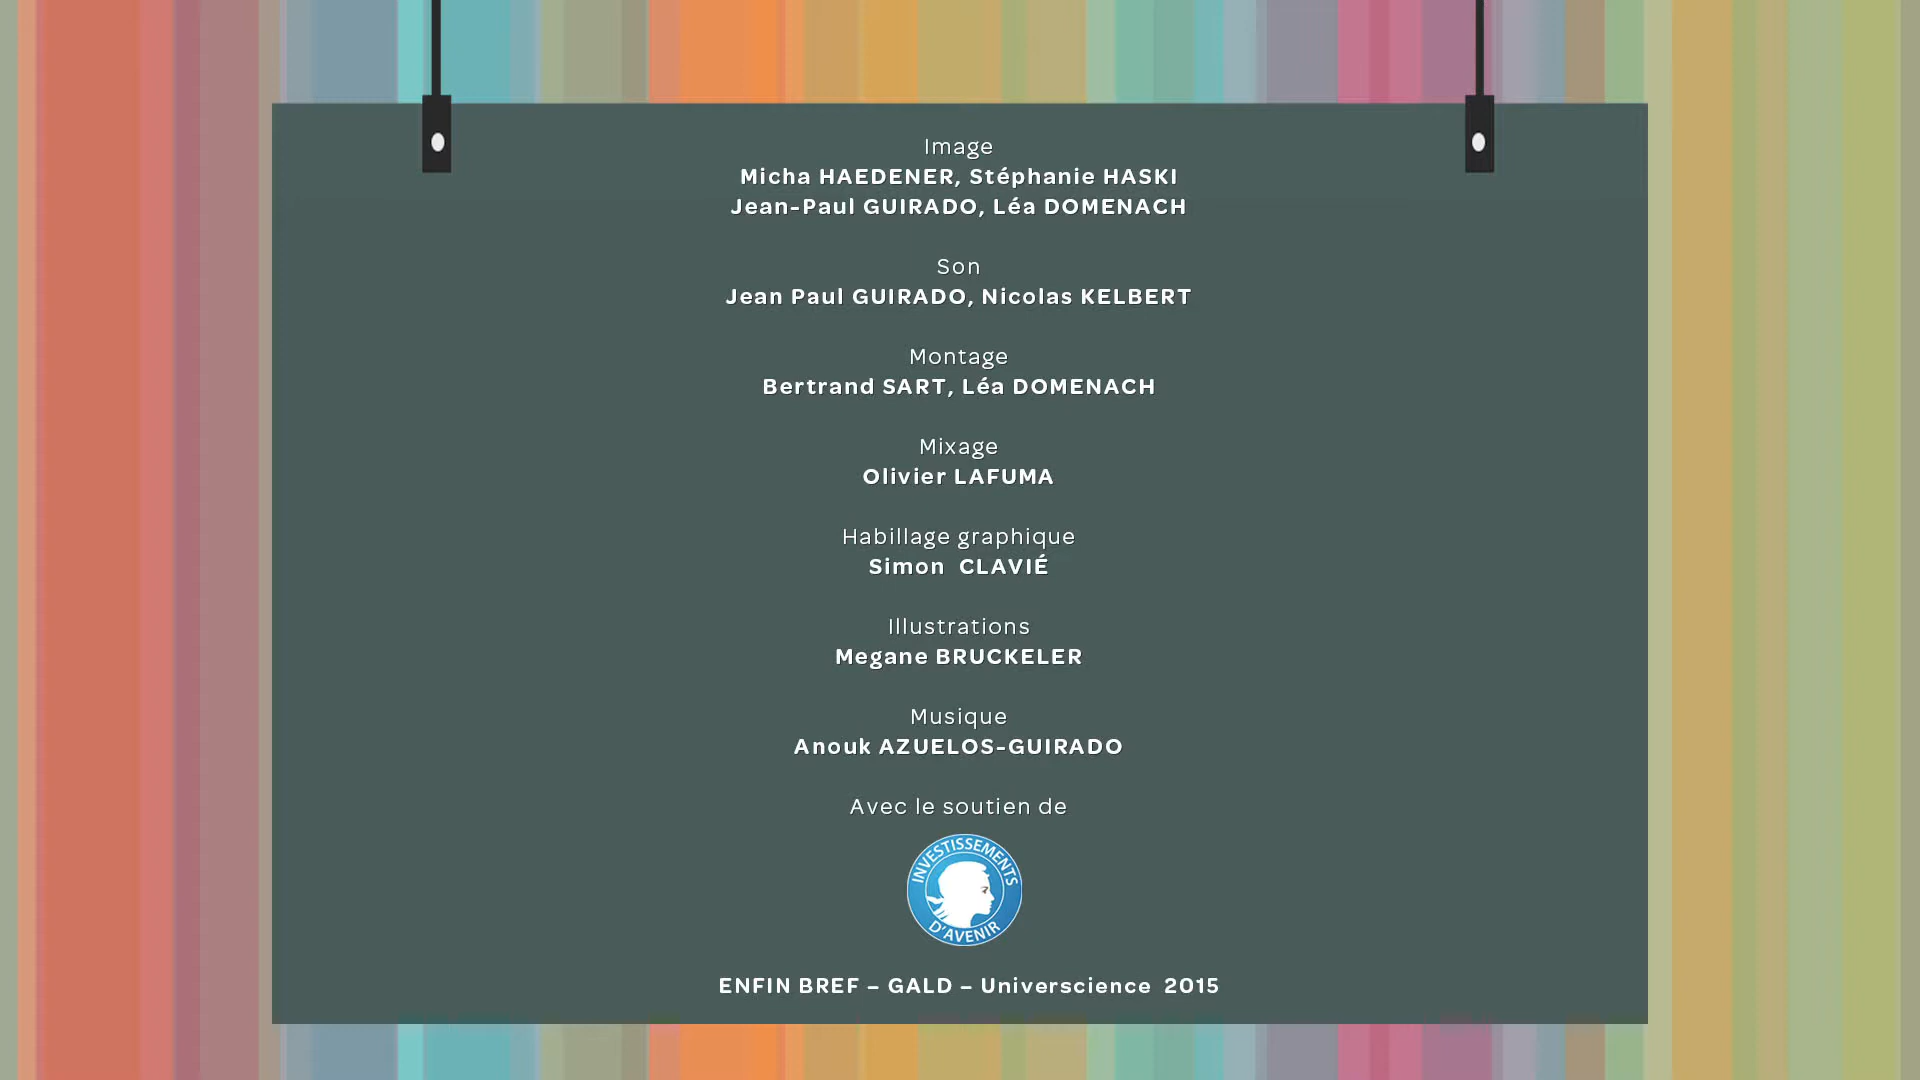 Image
Micha HAEDENER, Stéphanie HASKI
Jean-Paul GUIRADO, Léa DOMENACH
Son
Jean Paul GUIRADO, Nicolas KELBERT
Montage
Bertrand SART, Léa DOMENACH
Mixage
Olivier LAFUMA
Habillage graphique
Simon  CLAVIÉ
Illustrations
Megane BRUCKELER
Musique
Anouk AZUELOS-GUIRADO
Avec le soutien de
INVESTISSEMENTS
D'AVENIR
ENFIN BREF – GALD – Universcience  2015